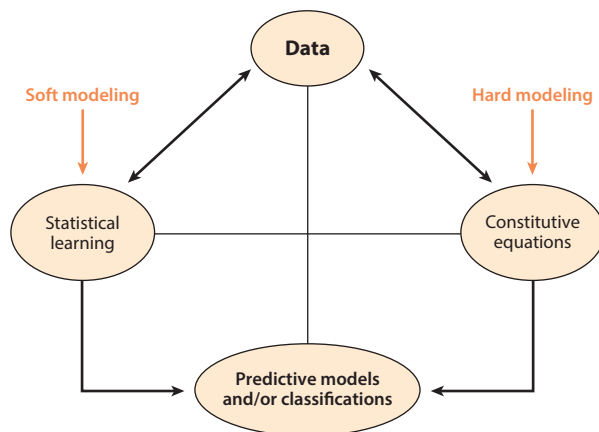 Data
Soft modeling
Hard modeling
Statistical
learning
Constitutive
equations
Predictive models
and/or classifications